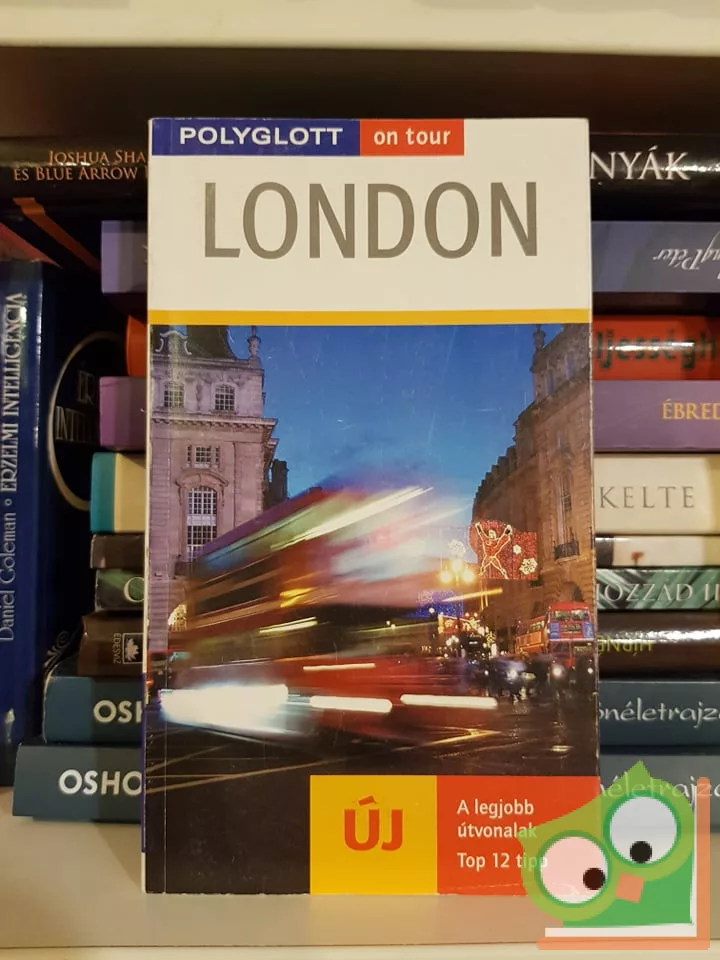 POLYGLOTT on tour
LONDON
ÚJ
A legjobb
útvonalak
Top 12 tipp
JOSHUA SHA
ÉS BLUE ARROW
Daniel Goleman • ÉRZELMI INTELLIGENCIA
OSHO
NYÁK
ÉBRED
KELTE
OZZÁD
önéletrajz
önéletrajz